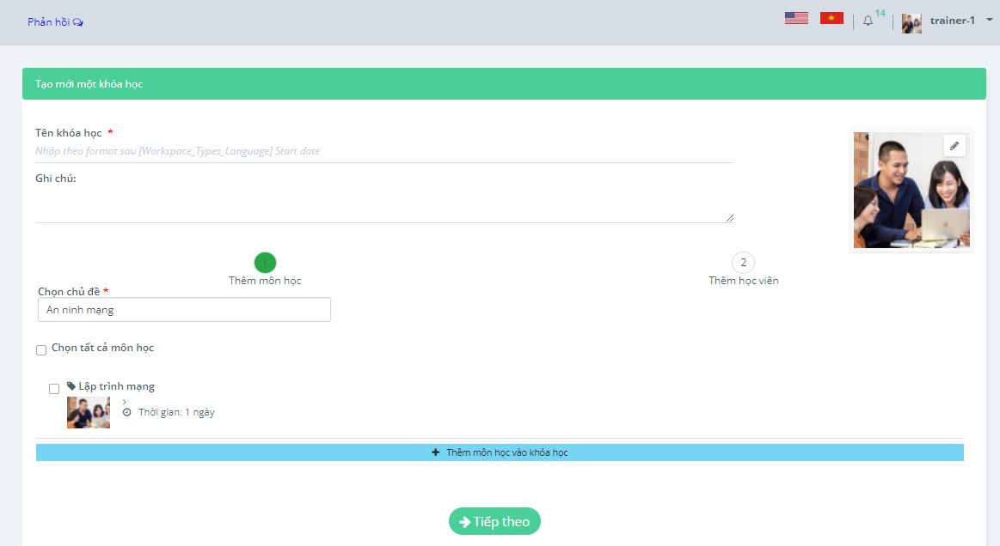 Phản hồi
14
trainer-1
Tạo mới một khóa học
Tên khóa học *
Nhập theo format sau [Workspace_Types_Language] Start date
Ghi chú:
1
Thêm môn học
2
Thêm học viên
Chọn chủ đề *
An ninh mạng
Chọn tất cả môn học
Lập trình mạng
Thời gian: 1 ngày
Thêm môn học vào khóa học
Tiếp theo